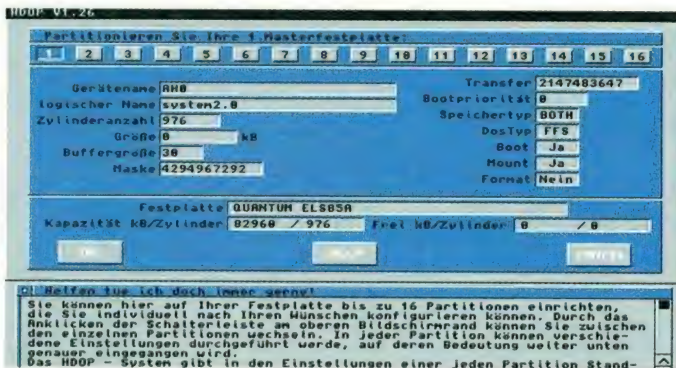 HDOP V1.26
Partitionieren Sie Ihre 1.Masterfestplatte:
1 2 3 4 5 6 7 8 9 10 11 12 13 14 15 16
Gerätename AH0
logischer Name system2.0
Zylinderanzahl 976
Größe 0 kB
Buffergröße 30
Maske 4294967292
Transfer 2147483647
Bootpriorität 0
Speichertyp BOTH
DosTyp FFS
Boot Ja
Mount Ja
Format Nein
Festplatte QUANTUM ELS85A
Kapazität kB/Zylinder 82960 / 976 Frei kB/Zylinder 0 / 0
Helfen tue ich doch immer gern!
Sie können hier auf Ihrer Festplatte bis zu 16 Partitionen einrichten,
die Sie individuell nach Ihren Wünschen konfigurieren können. Durch das
Anklicken der Schalterleiste am oberen Bildschirmrand können Sie zwischen
den einzelnen Partitionen wechseln. In jeder Partition können verschie-
dene Einstellungen durchgeführt werde, auf deren Bedeutung weiter unten
genauer eingegangen wird.
Das HDOP - System gibt in den Einstellungen einer jeden Partition Stand-